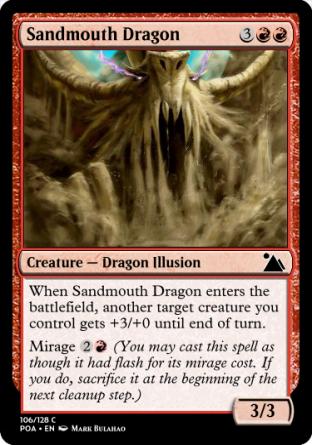 Sandmouth Dragon 3
Creature — Dragon Illusion
When Sandmouth Dragon enters the
battlefield, another target creature you
control gets +3/+0 until end of turn.
Mirage 2 (You may cast this spell as
though it had flash for its mirage cost. If
you do, sacrifice it at the beginning of the
next cleanup step.)
3/3
106/128 C
POA • EN Mark Bulahao